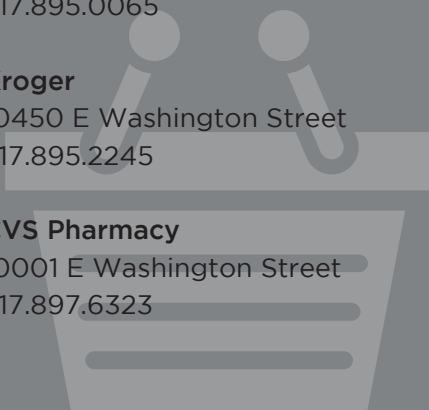 17.895.0065
roger
0450 E Washington Street
17.895.2245
VS Pharmacy
0001 E Washington Street
17.897.6323